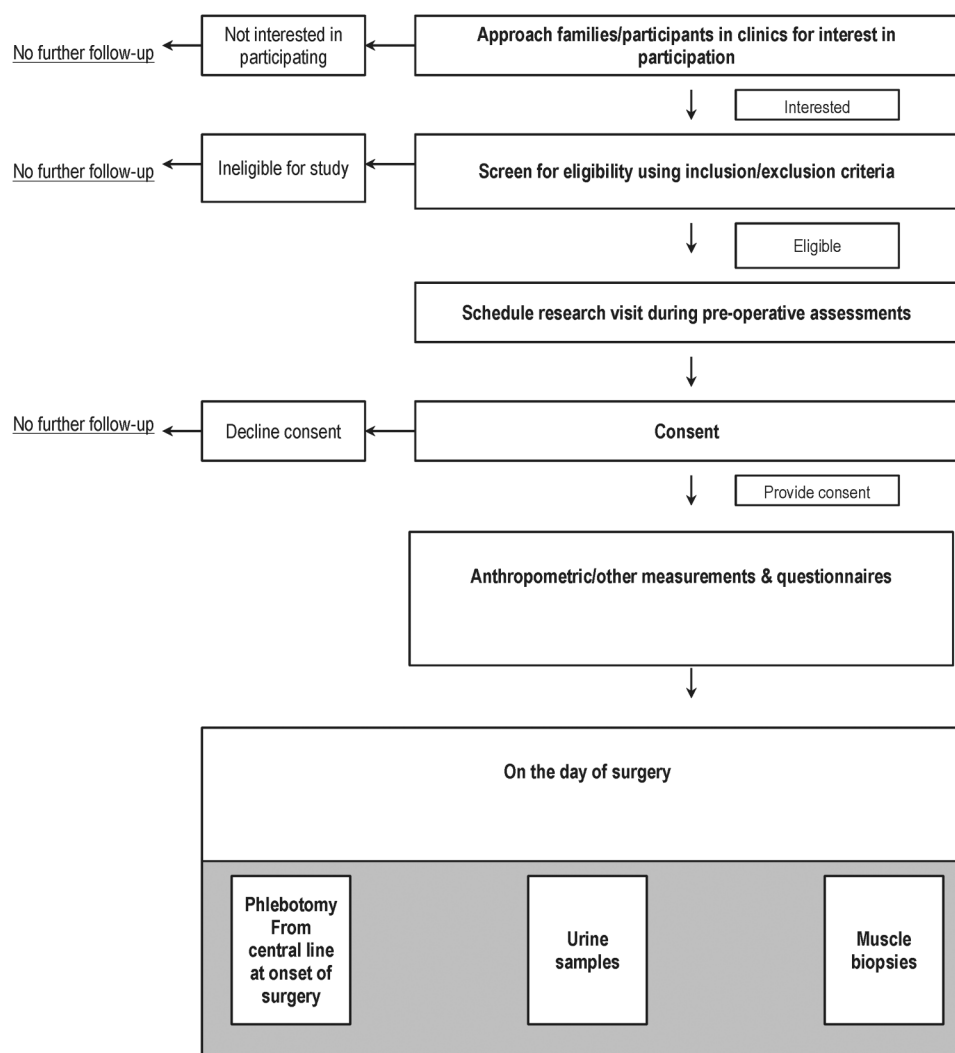 No further follow-up
Not interested in
participating
Approach families/participants in clinics for interest in
participation
Interested
No further follow-up
Ineligible for study
Screen for eligibility using inclusion/exclusion criteria
Eligible
Schedule research visit during pre-operative assessments
No further follow-up
Decline consent
Consent
Provide consent
Anthropometric/other measurements & questionnaires
On the day of surgery
Phlebotomy
From
central line
at onset of
surgery
Urine
samples
Muscle
biopsies